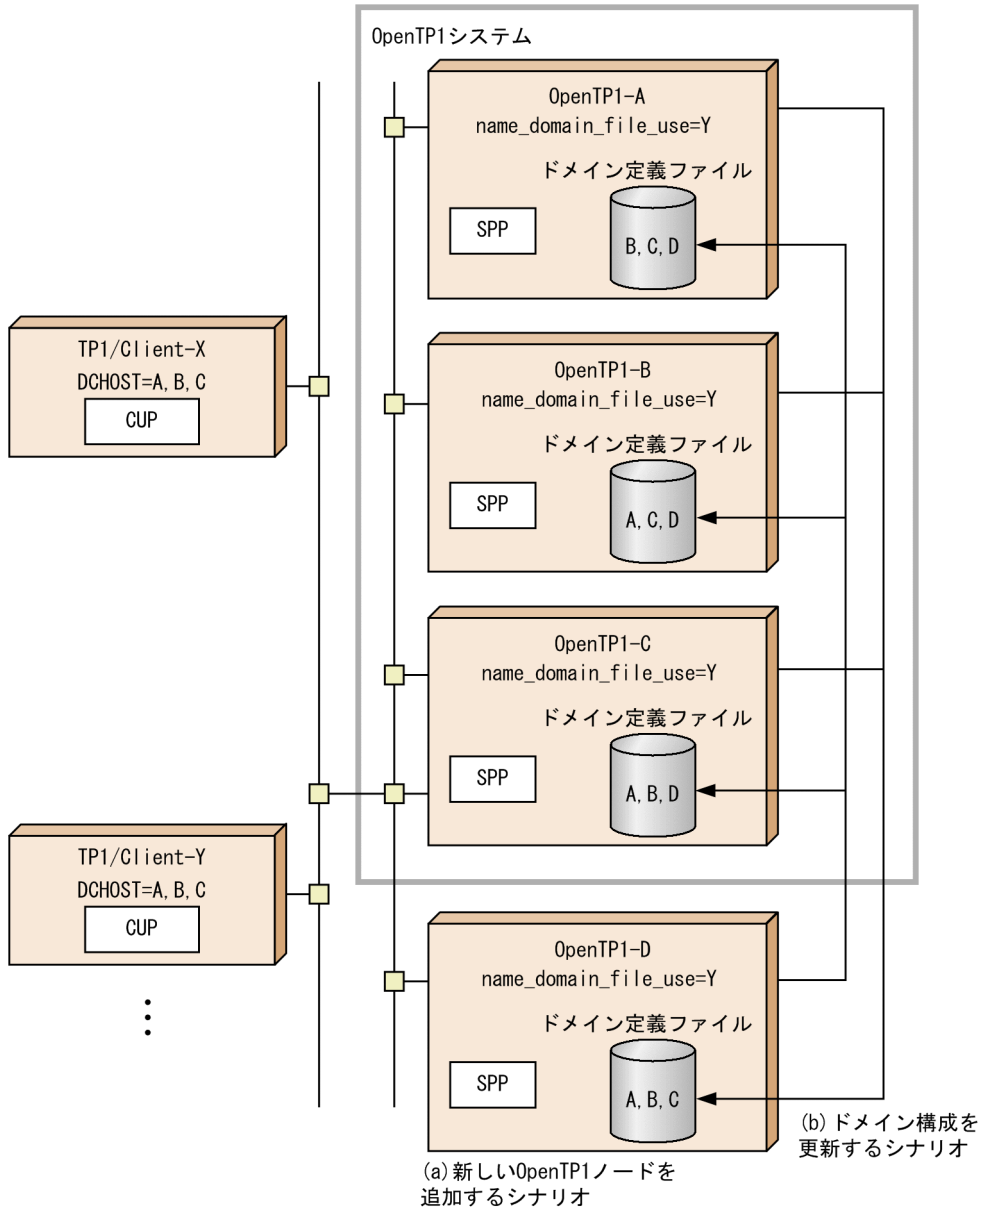 OpenTP1システム
OpenTP1-A
name_domain_file_use=Y
ドメイン定義ファイル
SPP
B, C, D
TP1/Client-X
DCHOST=A, B, C
CUP
OpenTP1-B
name_domain_file_use=Y
ドメイン定義ファイル
SPP
A, C, D
OpenTP1-C
name_domain_file_use=Y
ドメイン定義ファイル
SPP
A, B, D
TP1/Client-Y
DCHOST=A, B, C
CUP
OpenTP1-D
name_domain_file_use=Y
ドメイン定義ファイル
SPP
A, B, C
(b)ドメイン構成を
更新するシナリオ
(a)新しいOpenTP1ノードを
追加するシナリオ